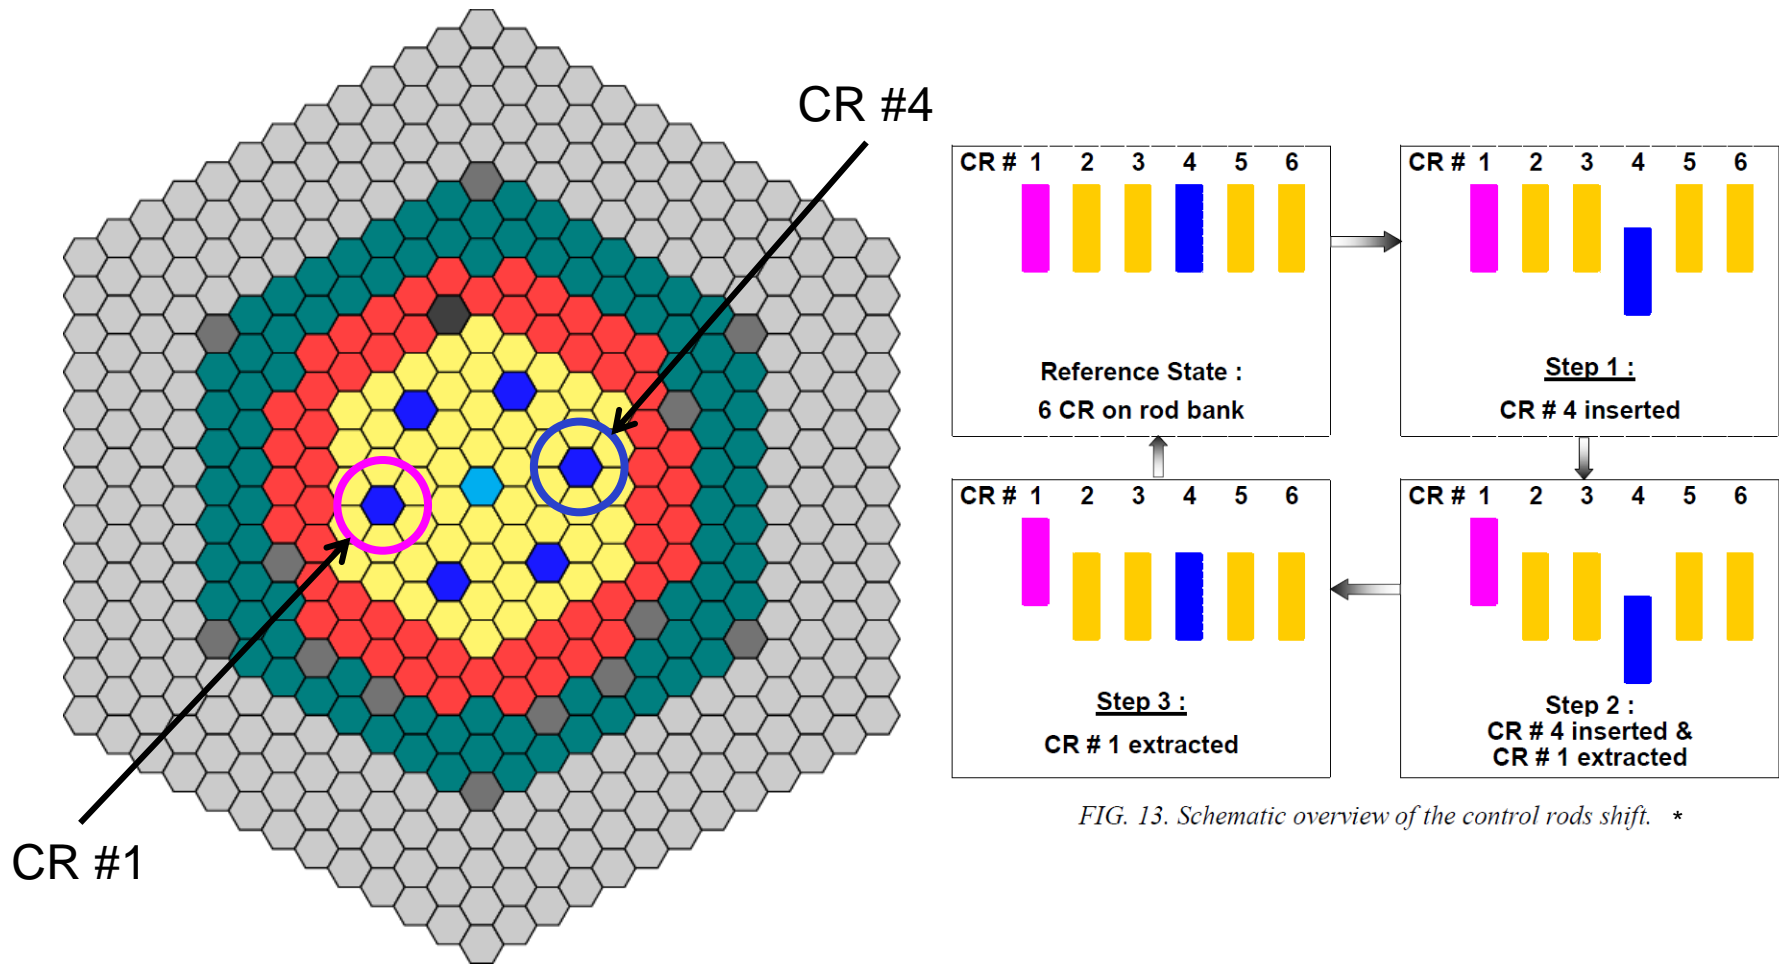 CR #4
CR #1
CR # 1 2 3 4 5 6
Reference State :
6 CR on rod bank
CR # 1 2 3 4 5 6
Step 1 :
CR # 4 inserted
CR # 1 2 3 4 5 6
Step 3 :
CR # 1 extracted
CR # 1 2 3 4 5 6
Step 2 :
CR # 4 inserted &
CR # 1 extracted
FIG. 13. Schematic overview of the control rods shift. *